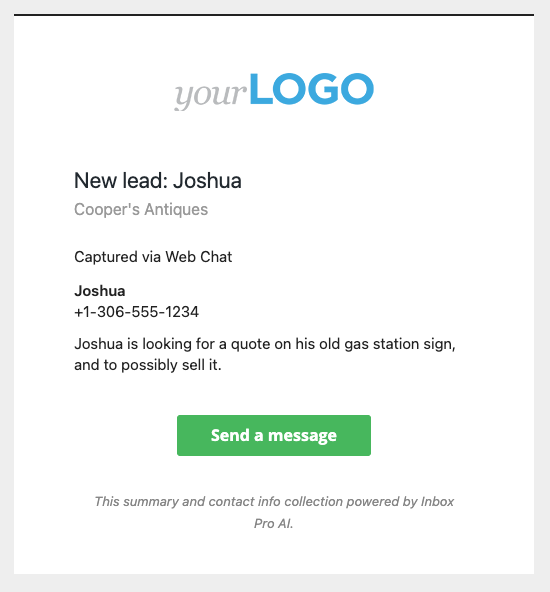 yourLOGO
New lead: Joshua
Cooper's Antiques
Captured via Web Chat
Joshua
+1-306-555-1234
Joshua is looking for a quote on his old gas station sign,
and to possibly sell it.
Send a message
This summary and contact info collection powered by Inbox
Pro AI.